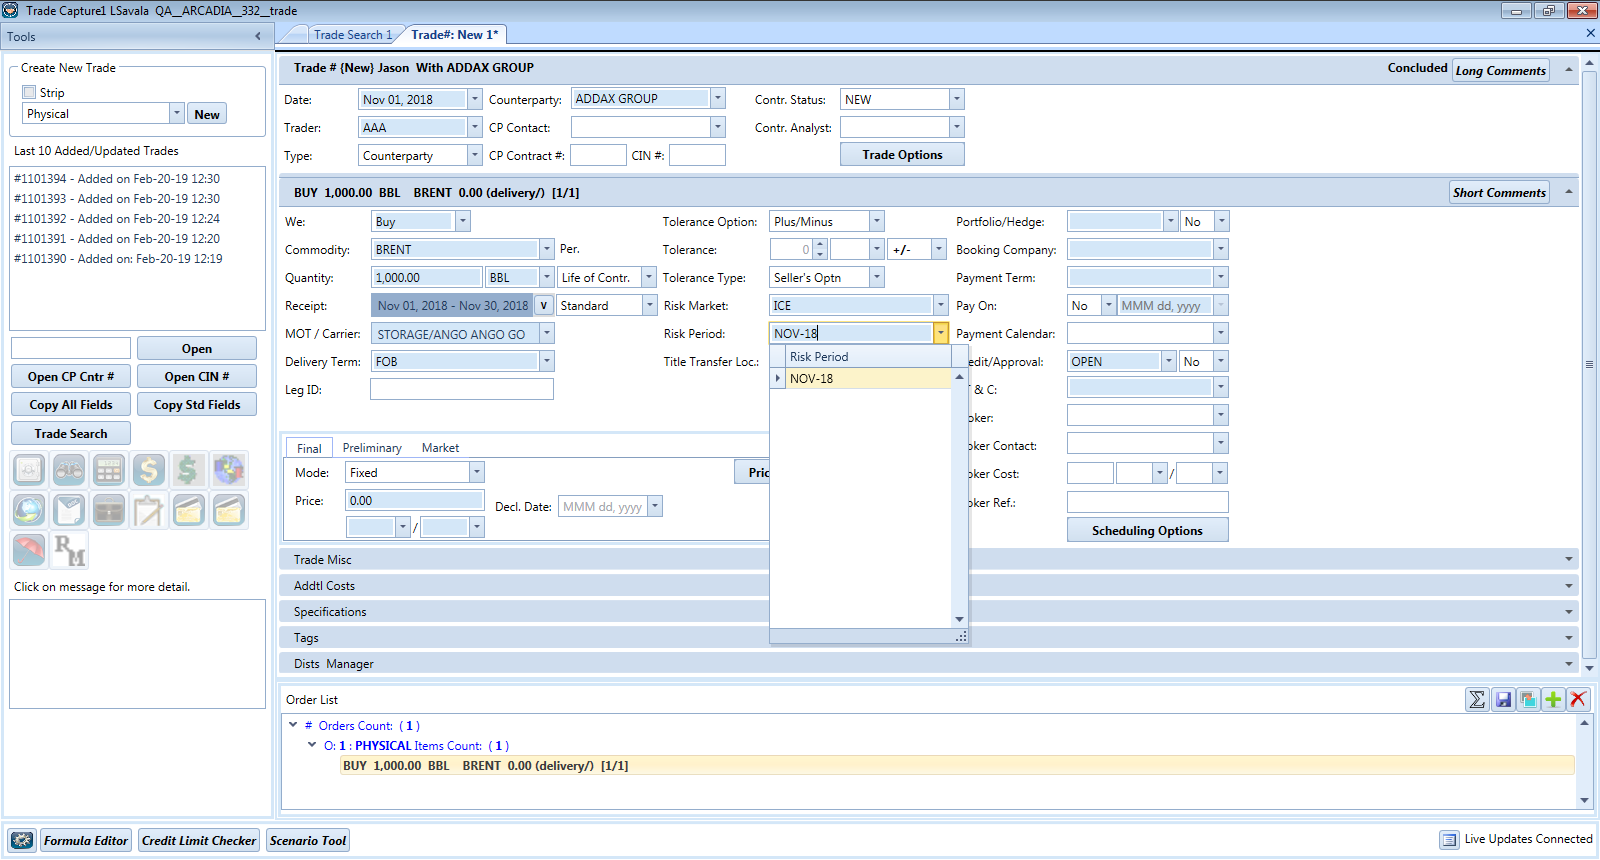 Trade Capture1 LSavala  QA__ARCADIA__332__trade
Tools
Trade Search 1
Trade#: New 1*
Create New Trade
Strip
Physical
New
Last 10 Added/Updated Trades
#1101394 - Added on Feb-20-19 12:30
#1101393 - Added on Feb-20-19 12:30
#1101392 - Added on Feb-20-19 12:24
#1101391 - Added on Feb-20-19 12:20
#1101390 - Added on: Feb-20-19 12:19
Open
Open CP Cntr #
Open CIN #
Copy All Fields
Copy Std Fields
Trade Search
RM
Click on message for more detail.
Trade # {New} Jason  With ADDAX GROUP
Concluded
Long Comments
Date: Nov 01, 2018 Counterparty: ADDAX GROUP Contr. Status: NEW
Trader: AAA CP Contact: Contr. Analyst:
Type: Counterparty CP Contract #: CIN #: Trade Options
BUY  1,000.00  BBL    BRENT  0.00 (delivery/)  [1/1]
Short Comments
We: Buy Tolerance Option: Plus/Minus Portfolio/Hedge: No
Commodity: BRENT Per. Tolerance: 0 +/- Booking Company:
Quantity: 1,000.00 BBL Life of Contr. Tolerance Type: Seller's Optn Payment Term:
Receipt: Nov 01, 2018 - Nov 30, 2018 v Standard Risk Market: ICE Pay On: No MMM dd, yyyy
MOT / Carrier: STORAGE/ANGO ANGO GO Risk Period: NOV-18 Payment Calendar:
Delivery Term: FOB Title Transfer Loc.: Risk Period edit/Approval: OPEN No
Leg ID: NOV-18 T & C:
oker:
Final Preliminary Market oker Contact:
Mode: Fixed Pric oker Cost: /
Price: 0.00 Decl. Date: MMM dd, yyyy oker Ref.:
/ Scheduling Options
Trade Misc
Addtl Costs
Specifications
Tags
Dists  Manager
Order List
Σ
# Orders Count:  ( 1 )
O: 1 : PHYSICAL Items Count:  ( 1 )
BUY  1,000.00  BBL    BRENT  0.00 (delivery/)  [1/1]
Formula Editor
Credit Limit Checker
Scenario Tool
Live Updates Connected